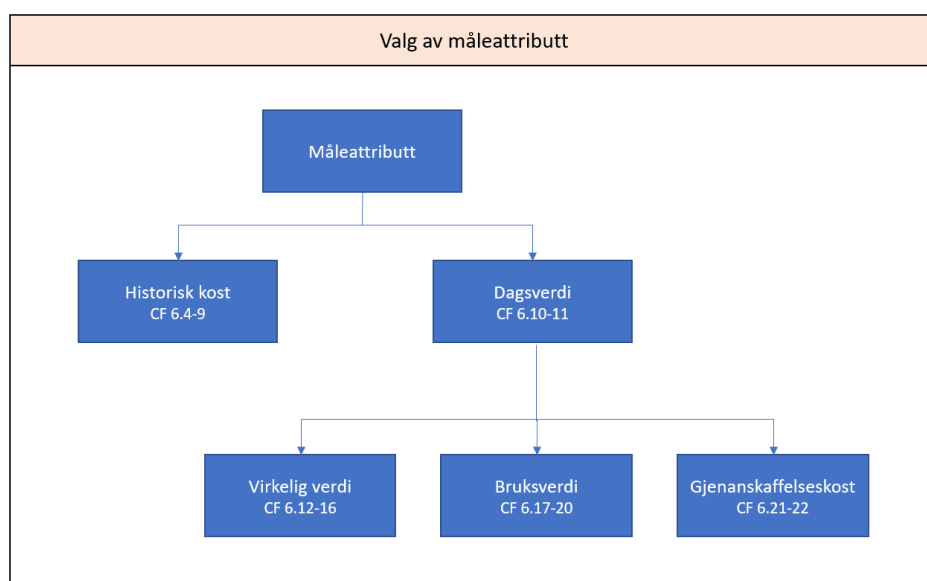 Valg av måleattributt
Måleattributt
Historisk kost
CF 6.4-9
Dagsverdi
CF 6.10-11
Virkelig verdi
CF 6.12-16
Bruksverdi
CF 6.17-20
Gjenanskaffelseskost
CF 6.21-22